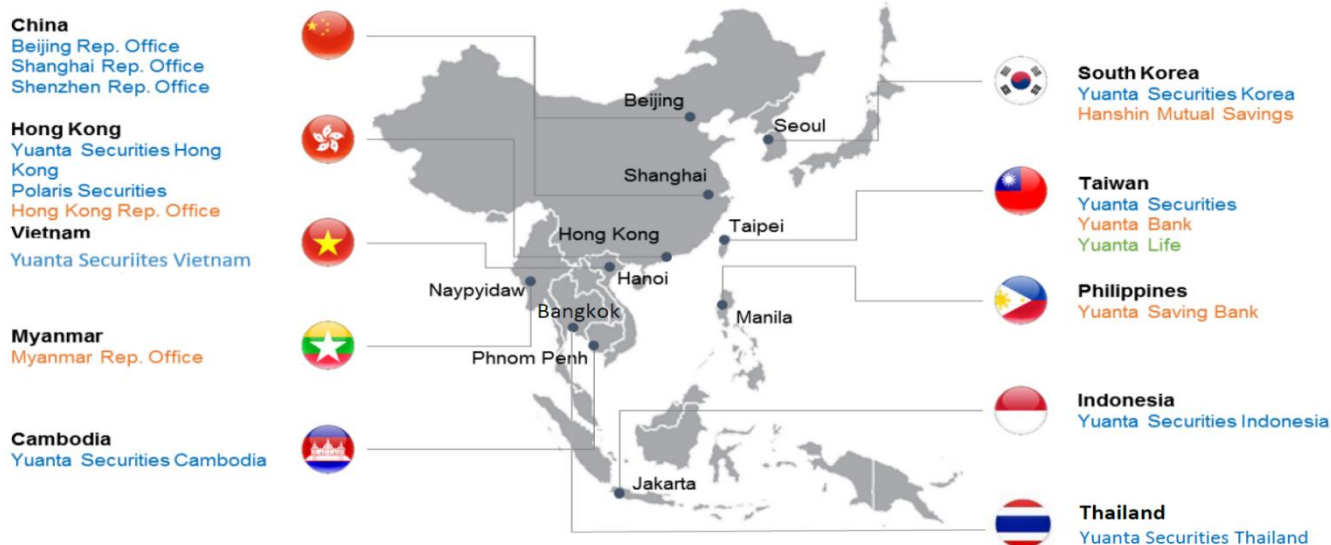 China
Beijing Rep. Office
Shanghai Rep. Office
Shenzhen Rep. Office
Hong Kong
Yuanta Securities Hong
Kong
Polaris Securities
Hong Kong Rep. Office
Vietnam
Yuanta Securiites Vietnam
Myanmar
Myanmar Rep. Office
Cambodia
Yuanta Securities Cambodia
Beijing
Seoul
Shanghai
Taipei
Hong Kong
Hanoi
Naypyidaw
Bangkok
Manila
Phnom Penh
Jakarta
South Korea
Yuanta Securities Korea
Hanshin Mutual Savings
Taiwan
Yuanta Securities
Yuanta Bank
Yuanta Life
Philippines
Yuanta Saving Bank
Indonesia
Yuanta Securities Indonesia
Thailand
Yuanta Securities Thailand